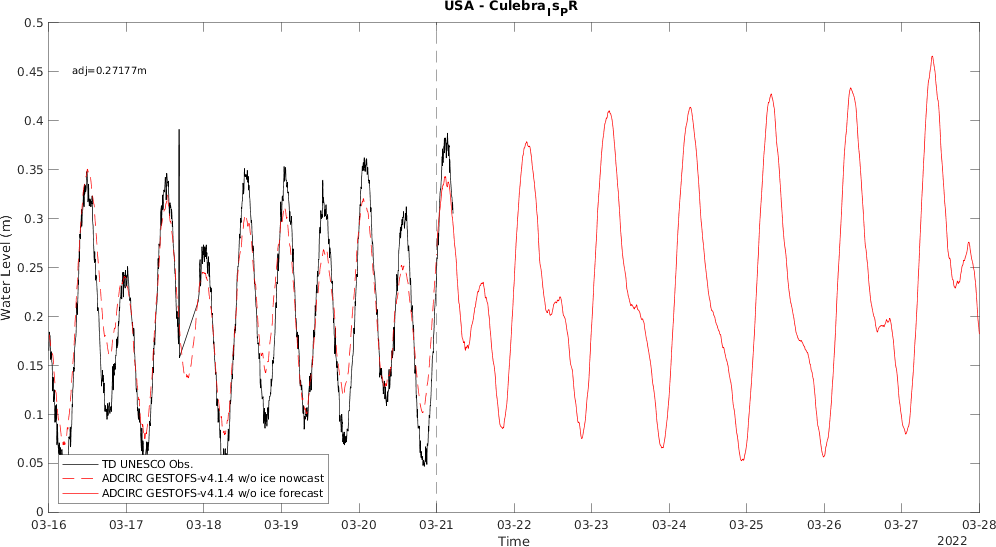 USA - CulebraIsPR
0.5
0.45
0.4
0.35
0.3
0.25
0.2
0.15
0.1
0.05
0
Water Level (m)
adj=0.27177m
TD UNESCO Obs.
ADCIRC GESTOFS-v4.1.4 w/o ice nowcast
ADCIRC GESTOFS-v4.1.4 w/o ice forecast
03-16 03-17 03-18 03-19 03-20 03-21 03-22 03-23 03-24 03-25 03-26 03-27 03-28
Time
2022